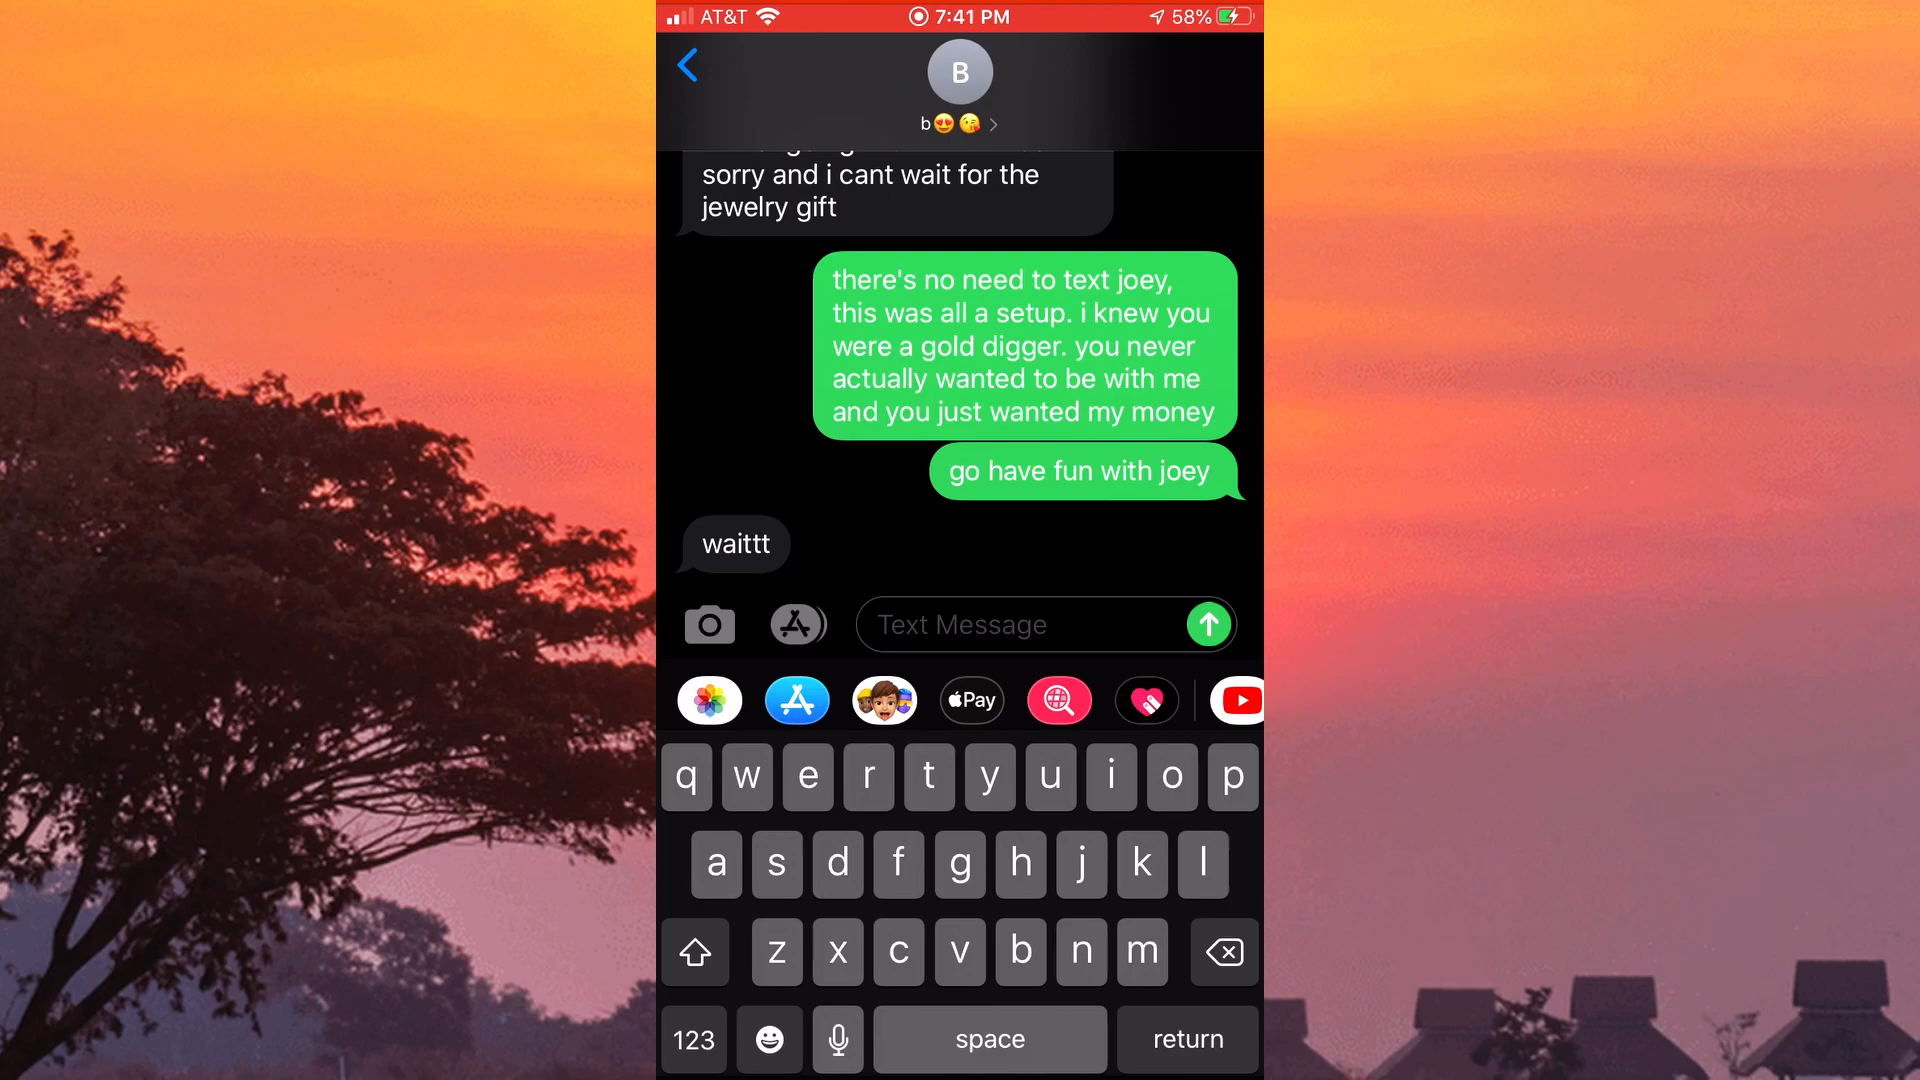 AT&T 7:41 PM 58%
B
b😍😘
sorry and i cant wait for the
jewelry gift
there's no need to text joey,
this was all a setup. i knew you
were a gold digger. you never
actually wanted to be with me
and you just wanted my money
go have fun with joey
waittt
Text Message
Pay
q w e r t y u i o p
a s d f g h j k l
z x c v b n m
123 space return